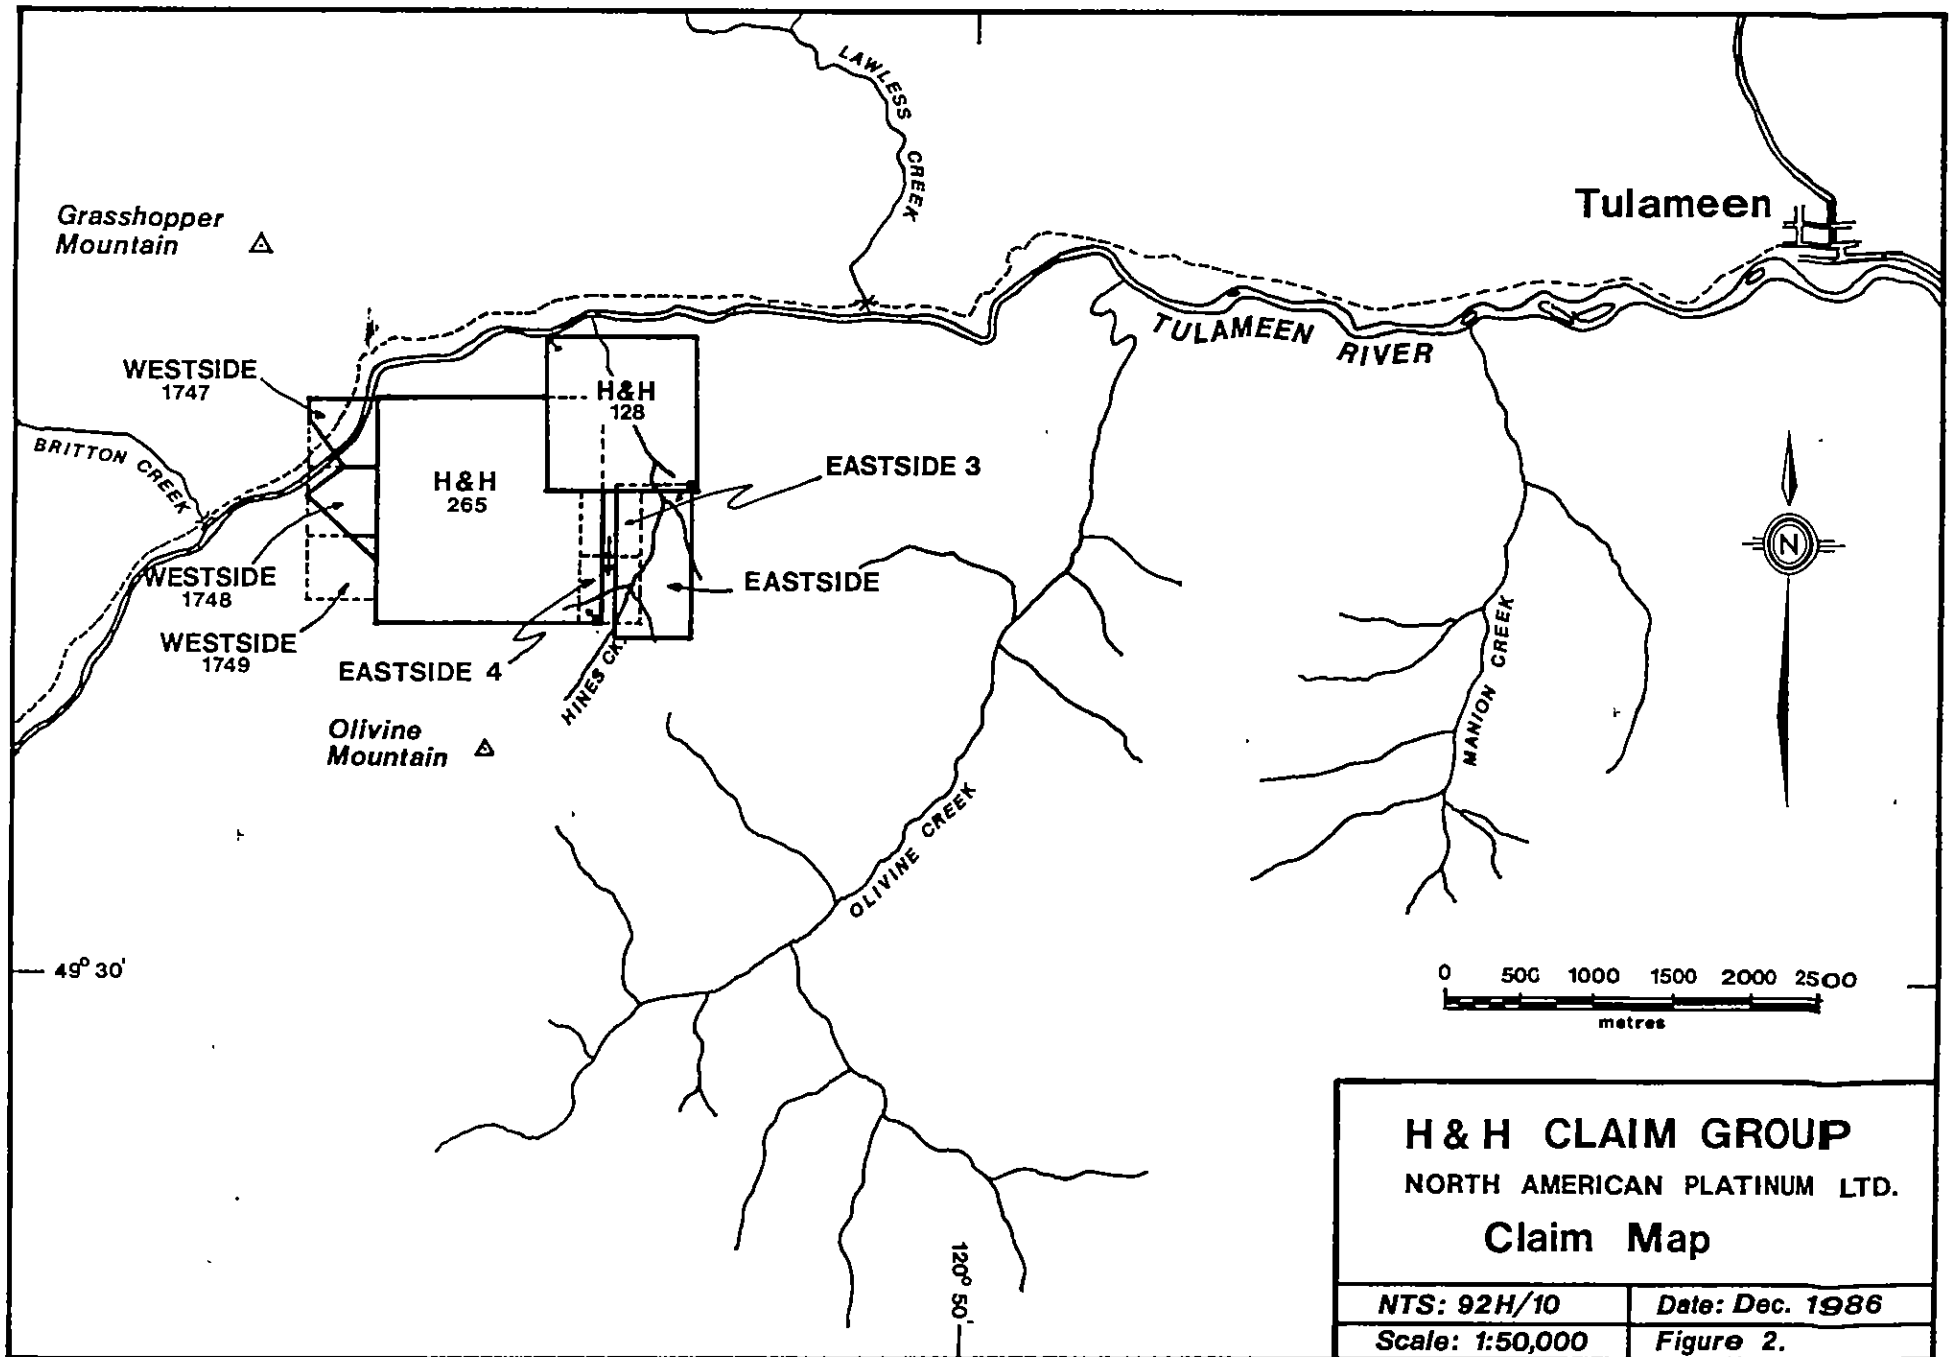 LAWLESS CREEK
Grasshopper
Mountain
Tulameen
TULAMEEN RIVER
WESTSIDE
1747
H&H
128
BRITTON CREEK
H&H
265
EASTSIDE 3
N
WESTSIDE
1748
EASTSIDE
WESTSIDE
1749
EASTSIDE 4
HINES CK.
MANION CREEK
Olivine
Mountain
OLIVINE CREEK
49° 30'
0 500 1000 1500 2000 2500
metres
120° 50'
H & H CLAIM GROUP
NORTH AMERICAN PLATINUM LTD.
Claim Map
NTS: 92H/10
Date: Dec. 1986
Scale: 1:50,000
Figure 2.